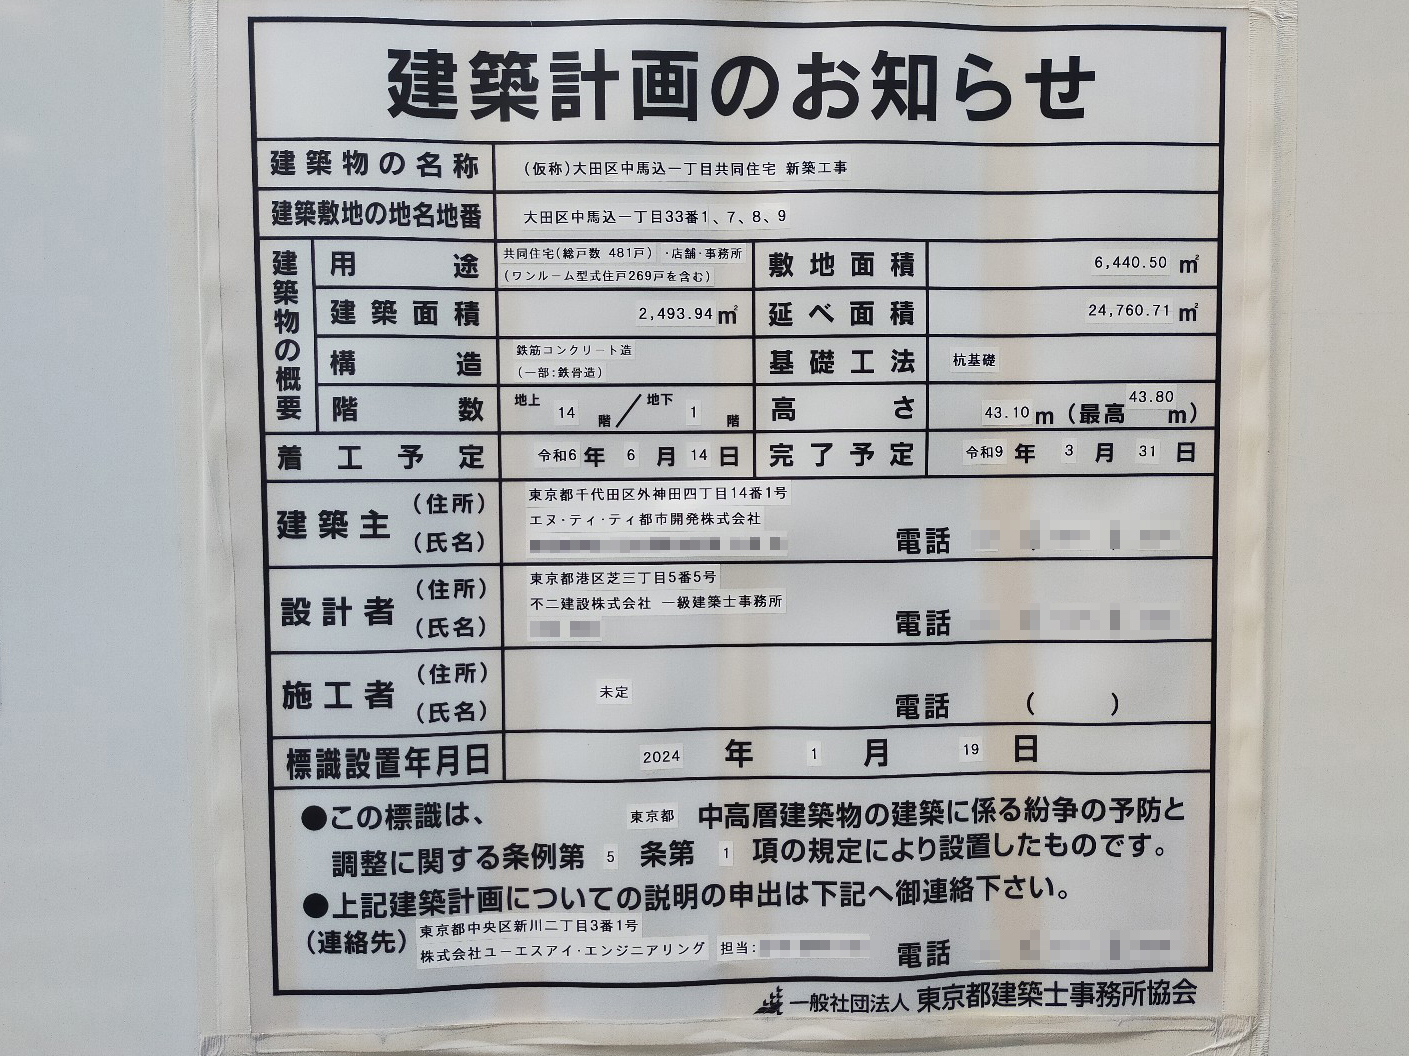 建築計画のお知らせ
建築物の名称 (仮称)大田区中馬込一丁目共同住宅 新築工事
建築敷地の地名地番 大田区中馬込一丁目33番1、7、8、9
建築物の概要
用途 共同住宅(総戸数 481戸)・店舗・事務所
(ワンルーム型式住戸269戸を含む)
敷地面積 6,440.50 ㎡
建築面積 2,493.94㎡ 延べ面積 24,760.71 ㎡
構造 鉄筋コンクリート造
(一部:鉄骨造)
基礎工法 杭基礎
階数 地上 14 階／地下 1 階 高さ 43.10m(最高 43.80 m)
着工予定 令和6年 6 月 14 日 完了予定 令和9 年 3 月 31 日
建築主 (住所) 東京都千代田区外神田四丁目14番1号
(氏名) エヌ・ティ・ティ都市開発株式会社
電話
設計者 (住所) 東京都港区芝三丁目5番5号
(氏名) 不二建設株式会社 一級建築士事務所
電話
施工者 (住所)
(氏名) 未定 電話 ( )
標識設置年月日 2024 年 1 月 19 日
●この標識は、 東京都 中高層建築物の建築に係る紛争の予防と
調整に関する条例第 5 条第 1 項の規定により設置したものです。
●上記建築計画についての説明の申出は下記へ御連絡下さい。
(連絡先) 東京都中央区新川二丁目3番1号
株式会社ユーエスアイ・エンジニアリング 担当: 電話
一般社団法人 東京都建築士事務所協会